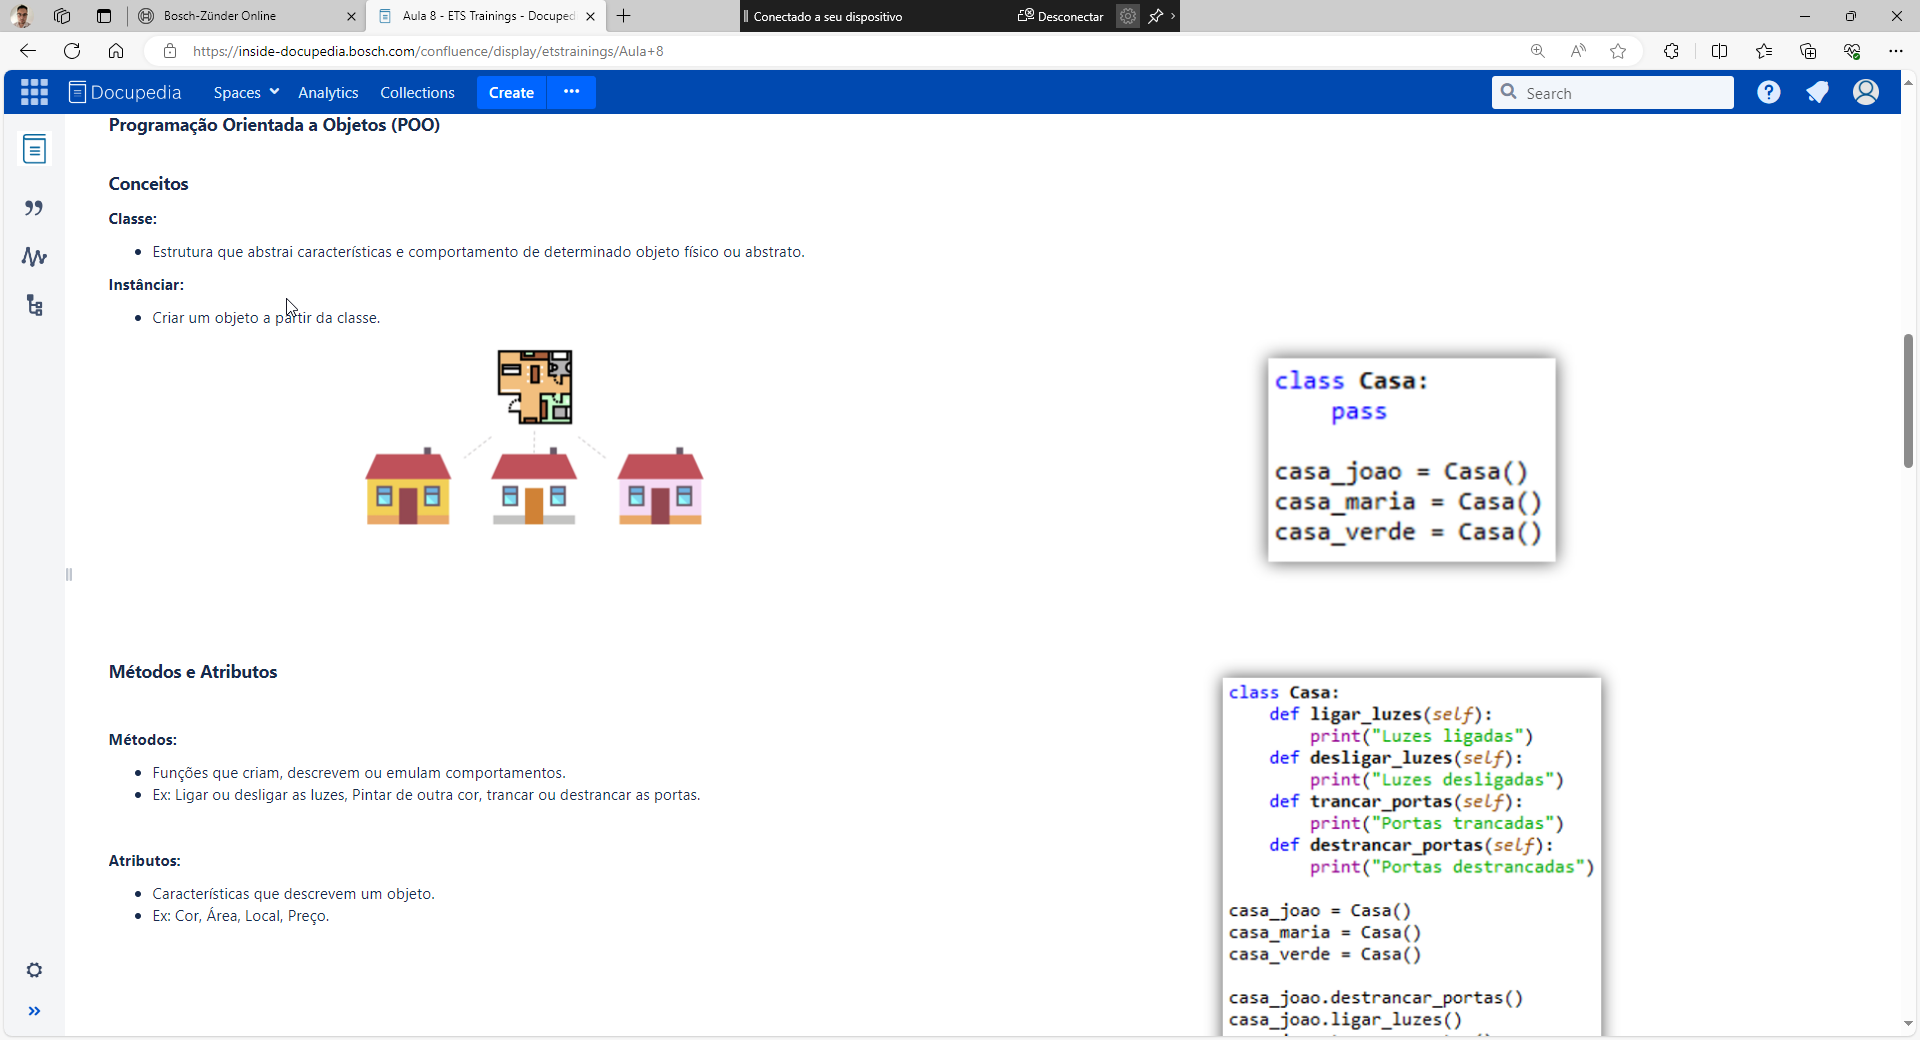 Bosch-Zünder Online
Aula 8 - ETS Trainings - Docuped
Conectado a seu dispositivo
Desconectar
https://inside-docupedia.bosch.com/confluence/display/etstrainings/Aula+8
Docupedia
Spaces
Analytics
Collections
Create
Search
Programação Orientada a Objetos (POO)
Conceitos
Classe:
• Estrutura que abstrai características e comportamento de determinado objeto físico ou abstrato.
Instânciar:
• Criar um objeto a partir da classe.
class Casa:
pass
casa_joao = Casa()
casa_maria = Casa()
casa_verde = Casa()
Métodos e Atributos
Métodos:
• Funções que criam, descrevem ou emulam comportamentos.
• Ex: Ligar ou desligar as luzes, Pintar de outra cor, trancar ou destrancar as portas.
Atributos:
• Características que descrevem um objeto.
• Ex: Cor, Área, Local, Preço.
class Casa:
def ligar_luzes(self):
print("Luzes ligadas")
def desligar_luzes(self):
print("Luzes desligadas")
def trancar_portas(self):
print("Portas trancadas")
def destrancar_portas(self):
print("Portas destrancadas")
casa_joao = Casa()
casa_maria = Casa()
casa_verde = Casa()
casa_joao.destrancar_portas()
casa_joao.ligar_luzes()